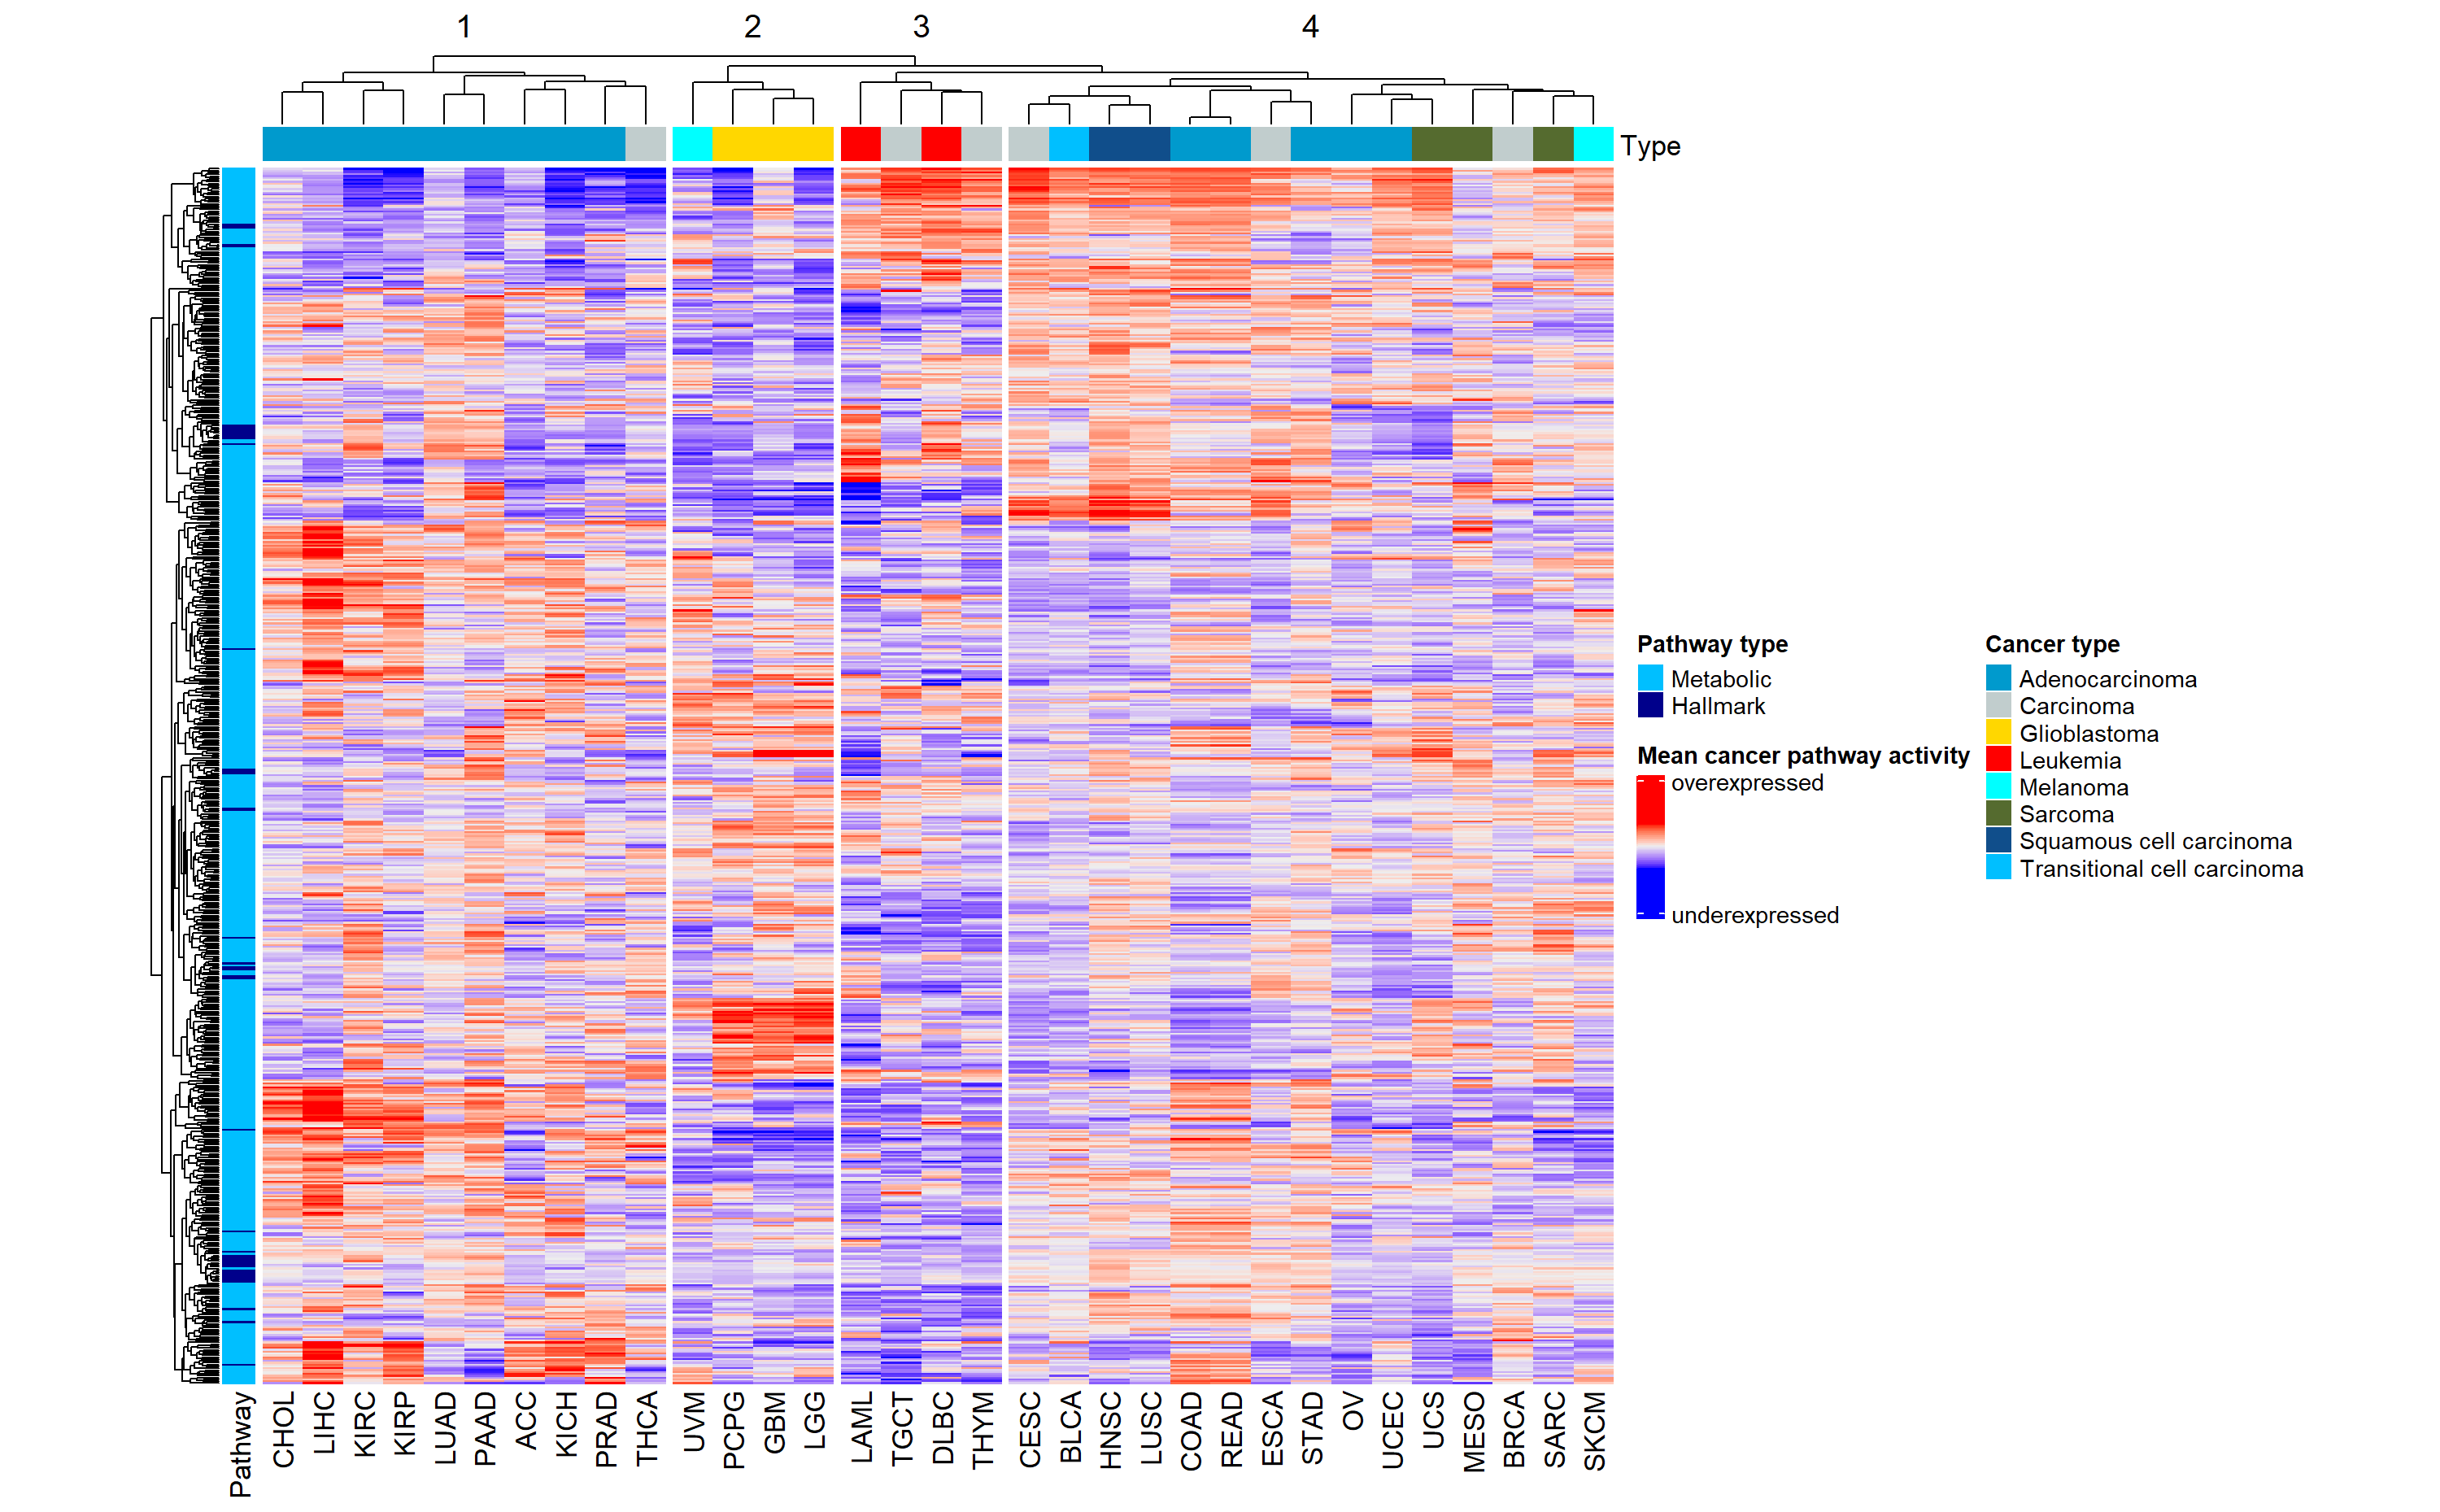 1 2 3 4
Type
Pathway type
Metabolic
Hallmark
Mean cancer pathway activity
overexpressed
underexpressed
Cancer type
Adenocarcinoma
Carcinoma
Glioblastoma
Leukemia
Melanoma
Sarcoma
Squamous cell carcinoma
Transitional cell carcinoma
Pathway
CHOL
LIHC
KIRC
KIRP
LUAD
PAAD
ACC
KICH
PRAD
THCA
UVM
PCPG
GBM
LGG
LAML
TGCT
DLBC
THYM
CESC
BLCA
HNSC
LUSC
COAD
READ
ESCA
STAD
OV
UCEC
UCS
MESO
BRCA
SARC
SKCM